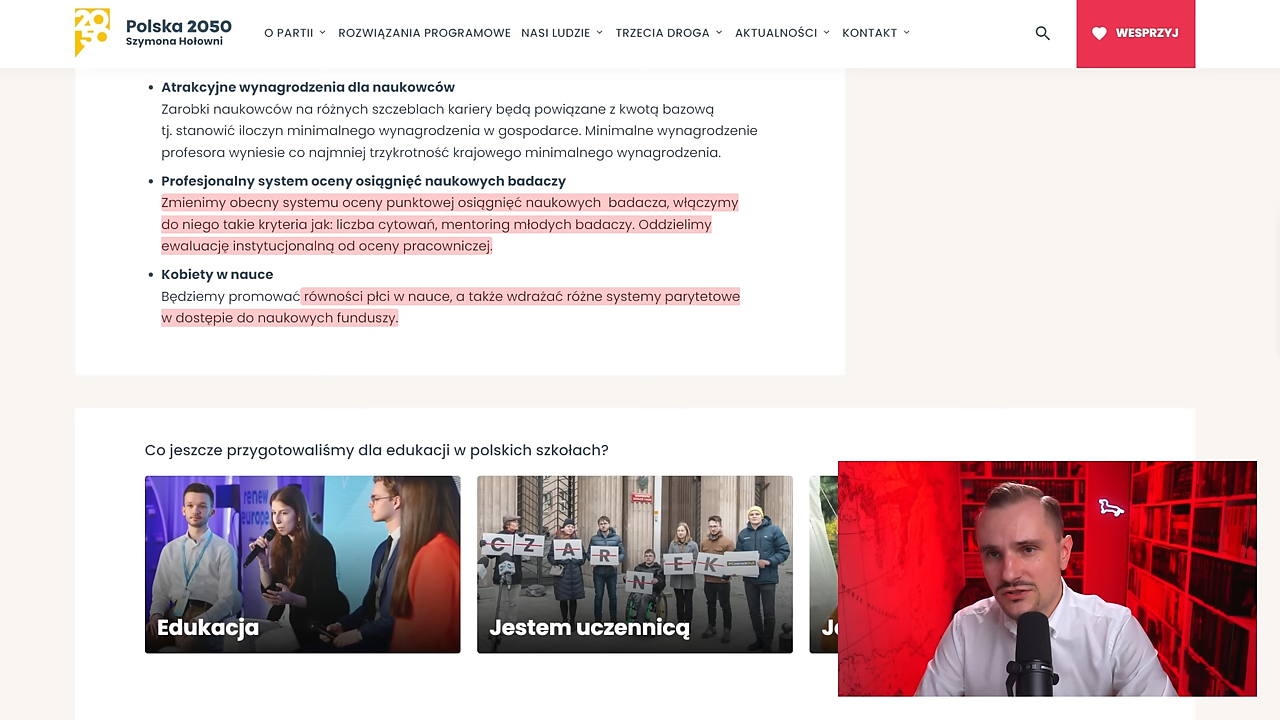 2050
Polska 2050
Szymona Hołowni
O PARTII
ROZWIĄZANIA PROGRAMOWE
NASI LUDZIE
TRZECIA DROGA
AKTUALNOŚCI
KONTAKT
WESPRZYJ
• Atrakcyjne wynagrodzenia dla naukowców
Zarobki naukowców na różnych szczeblach kariery będą powiązane z kwotą bazową
tj. stanowić iloczyn minimalnego wynagrodzenia w gospodarce. Minimalne wynagrodzenie
profesora wyniesie co najmniej trzykrotność krajowego minimalnego wynagrodzenia.
• Profesjonalny system oceny osiągnięć naukowych badaczy
Zmienimy obecny systemu oceny punktowej osiągnięć naukowych badacza, włączymy
do niego takie kryteria jak: liczba cytowań, mentoring młodych badaczy. Oddzielimy
ewaluację instytucjonalną od oceny pracowniczej.
• Kobiety w nauce
Będziemy promować równości płci w nauce, a także wdrażać różne systemy parytetowe
w dostępie do naukowych funduszy.
Co jeszcze przygotowaliśmy dla edukacji w polskich szkołach?
renew
europe
Edukacja
C Z A R N E K
Jestem uczennicą